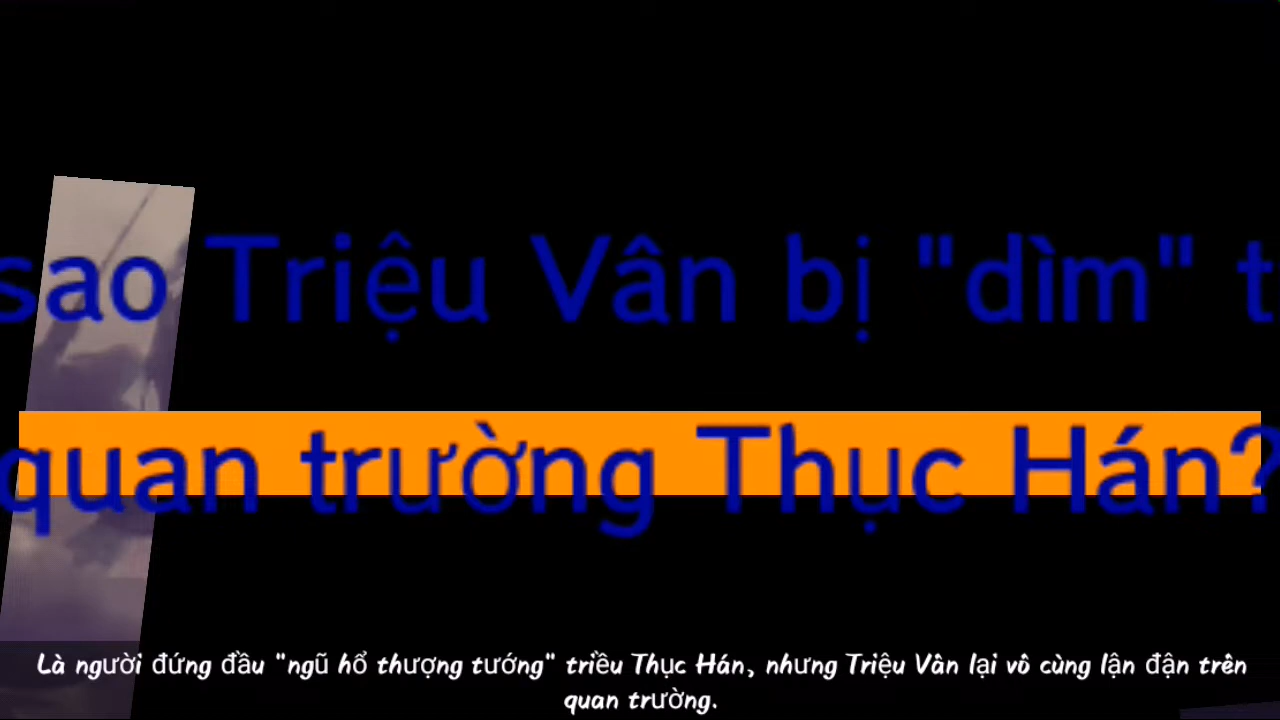 sao Triệu Vân bị "dìm" t
quan trường Thục Hán?
Là người đứng đầu "ngũ hổ thượng tướng" triều Thục Hán, nhưng Triệu Vân lại vô cùng lận đận trên
quan trường.